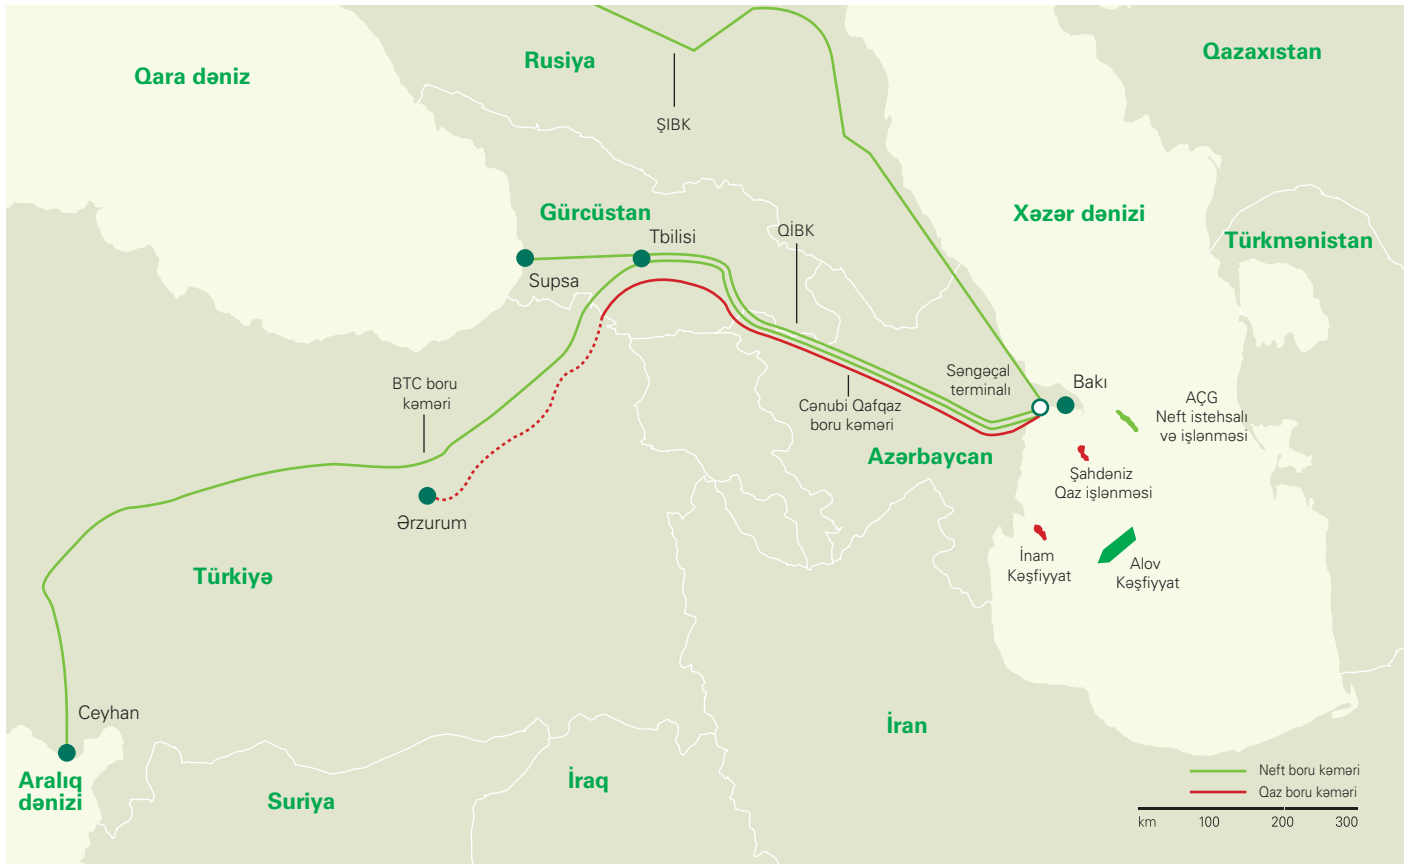 Rusiya
Qazaxıstan
Qara dəniz
ŞIBK
Gürcüstan
Xəzər dənizi
Tbilisi
QİBK
Türkmənistan
Supsa
Səngəçal
terminalı
Bakı
BTC boru
kəməri
AÇG
Neft istehsalı
və işlənməsi
Cənubi Qafqaz
boru kəməri
Azərbaycan
Şahdəniz
Qaz işlənməsi
Ərzurum
İnam
Kəşfiyyat
Alov
Kəşfiyyat
Türkiyə
Ceyhan
İran
Aralıq
dənizi
Suriya
İraq
Neft boru kəməri
Qaz boru kəməri
km 100 200 300